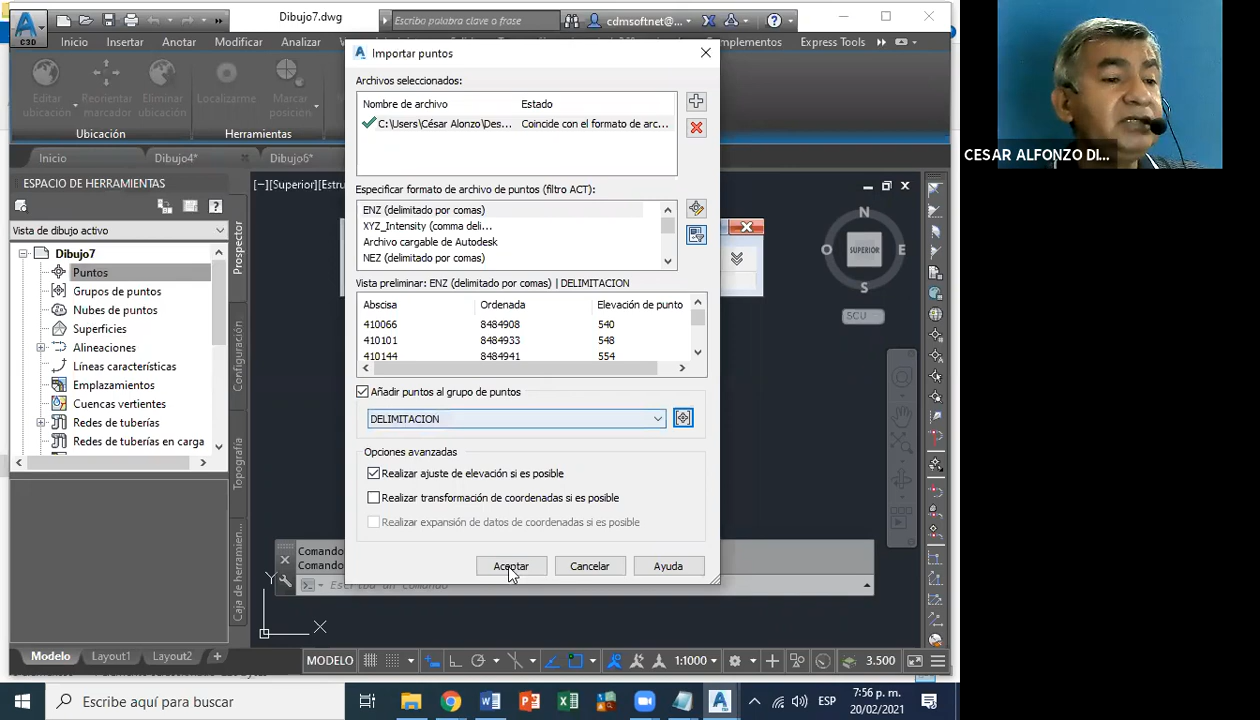 Dibujo7.dwg
Escribir palabra clave o frase
cdmsoftnet@...
C3D
Inicio
Insertar
Anotar
Modificar
Analizar
Complementos
Express Tools
Editar
ubicación
Reorientar
marcador
Eliminar
ubicación
Localizarme
Marcar
posición
Ubicación
Herramientas
Inicio
Dibujo4*
Dibujo6*
ESPACIO DE HERRAMIENTAS
Vista de dibujo activo
Dibujo7
Puntos
Grupos de puntos
Nubes de puntos
Superficies
Alineaciones
Líneas características
Emplazamientos
Cuencas vertientes
Redes de tuberías
Redes de tuberías en carga
Prospector
Configuración
Topografía
Caja de herramien...
Importar puntos
Archivos seleccionados:
Nombre de archivo
Estado
C:\Users\César Alonzo\Des...
Coincide con el formato de arc...
Especificar formato de archivo de puntos (filtro ACT):
ENZ (delimitado por comas)
XYZ_Intensity (comma deli...
Archivo cargable de Autodesk
NEZ (delimitado por comas)
Vista preliminar: ENZ (delimitado por comas) | DELIMITACION
Abscisa Ordenada Elevación de punto
410066 8484908 540
410101 8484933 548
410144 8484941 554
Añadir puntos al grupo de puntos
DELIMITACION
Opciones avanzadas
Realizar ajuste de elevación si es posible
Realizar transformación de coordenadas si es posible
Realizar expansión de datos de coordenadas si es posible
Aceptar
Cancelar
Ayuda
[−][Superior][Estru
N
O
SUPERIOR
E
S
SCU
Comando
Comando
Escriba un comando
Y
X
Modelo
Layout1
Layout2
+
MODELO
1:1000
3.500
Escribe aquí para buscar
ESP
7:56 p. m.
20/02/2021
CESAR ALFONZO DI...